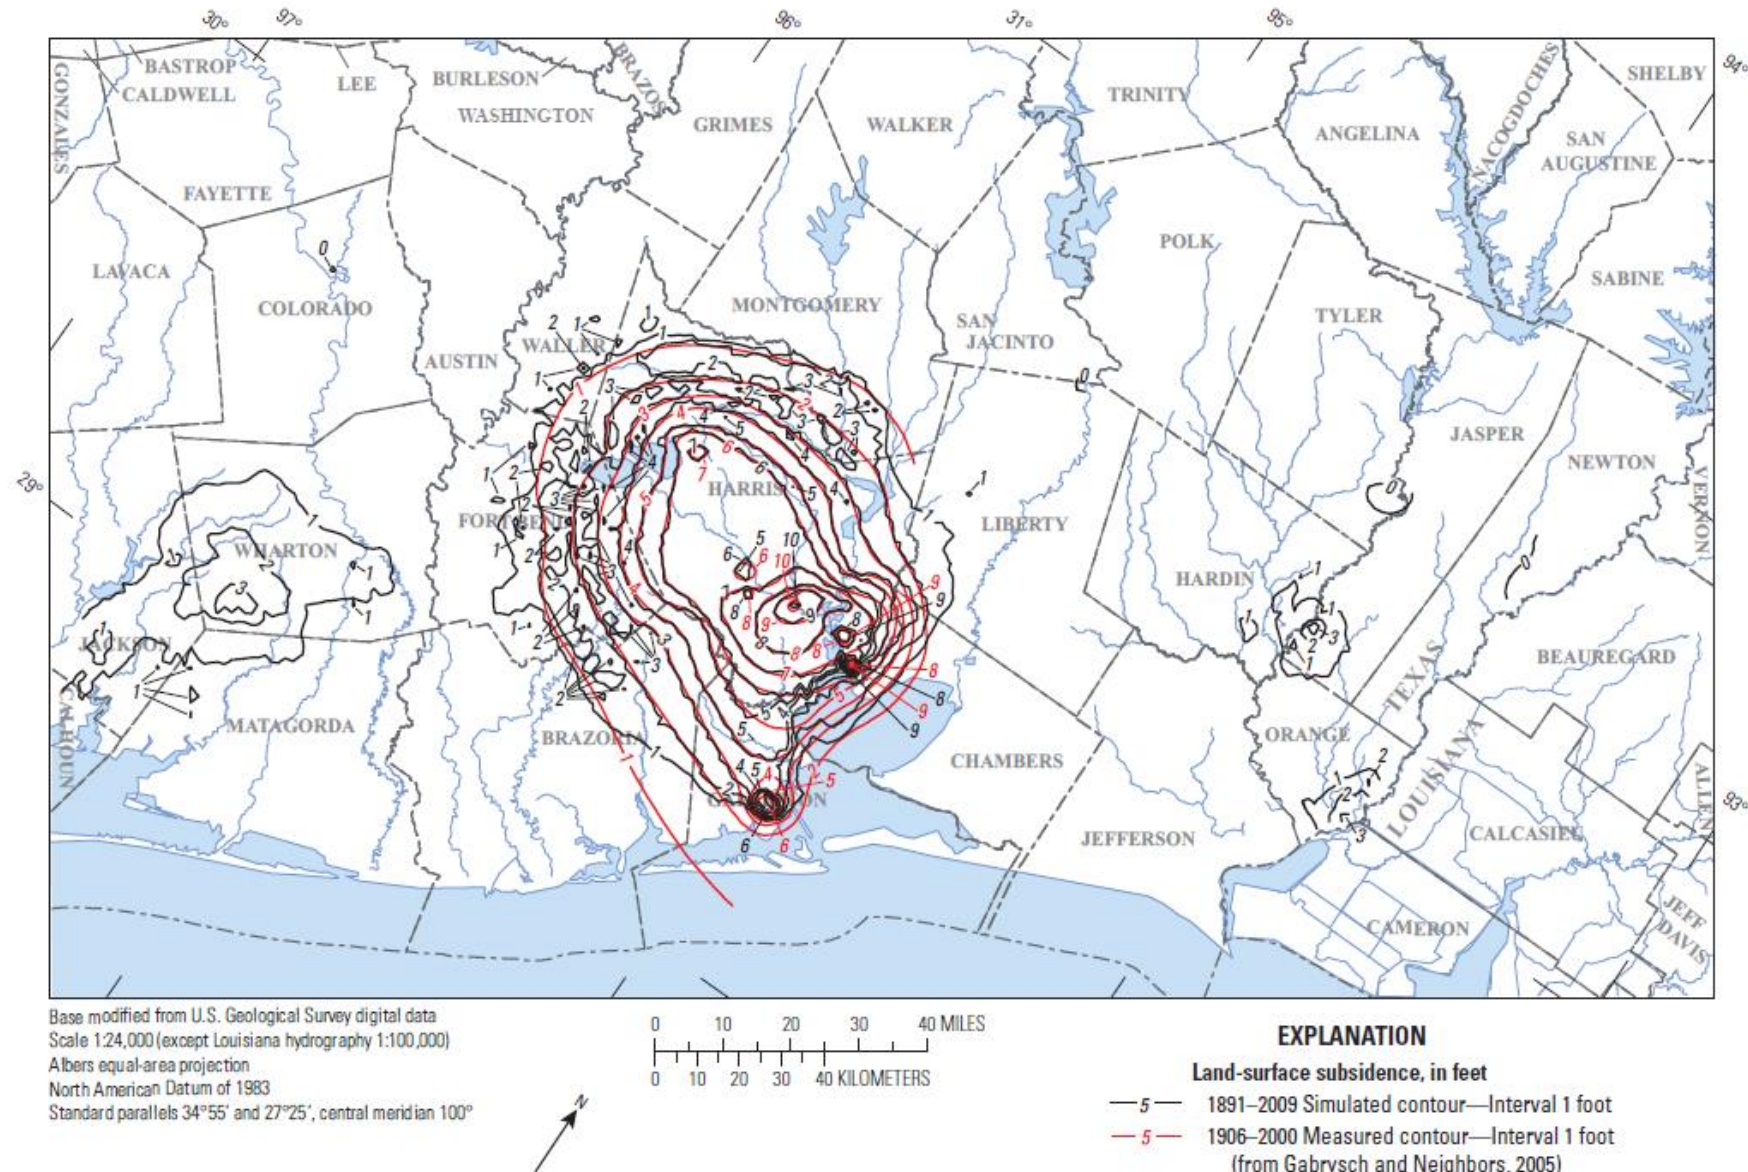 30° 97° 96° 31° 95°
94°
GONZALES
BASTROP
CALDWELL
LEE
BURLESON
WASHINGTON
BRAZOS
GRIMES
WALKER
TRINITY
ANGELINA
NACOGDOCHES
SHELBY
SAN
AUGUSTINE
FAYETTE
LAVACA
COLORADO
0
AUSTIN
WALLER
MONTGOMERY
SAN
JACINTO
POLK
TYLER
SABINE
JASPER
NEWTON
VERNON
29°
WHARTON
FORT BEND
HARRIS
LIBERTY
HARDIN
JACKSON
CALHOUN
MATAGORDA
BRAZORIA
CHAMBERS
ORANGE
TEXAS
LOUISIANA
BEAUREGARD
ALLEN
93°
JEFFERSON
CALCASIEU
CAMERON
JEFF
DAVIS
Base modified from U.S. Geological Survey digital data
Scale 1:24,000 (except Louisiana hydrography 1:100,000)
Albers equal-area projection
North American Datum of 1983
Standard parallels 34°55' and 27°25', central meridian 100°
0 10 20 30 40 MILES
0 10 20 30 40 KILOMETERS
N
EXPLANATION
Land-surface subsidence, in feet
5 1891–2009 Simulated contour—Interval 1 foot
5 1906–2000 Measured contour—Interval 1 foot
(from Gabrysch and Neighbors, 2005)